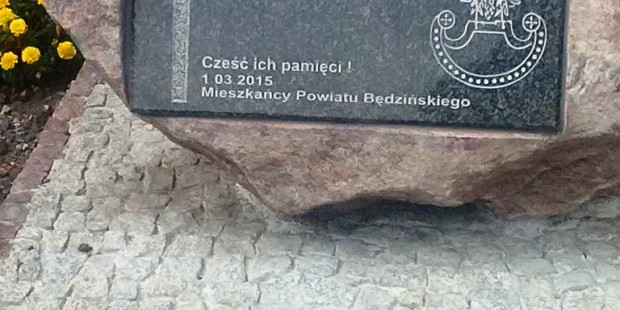 Cześć ich pamięci !
1 03 2015
Mieszkańcy Powiatu Będzińskiego